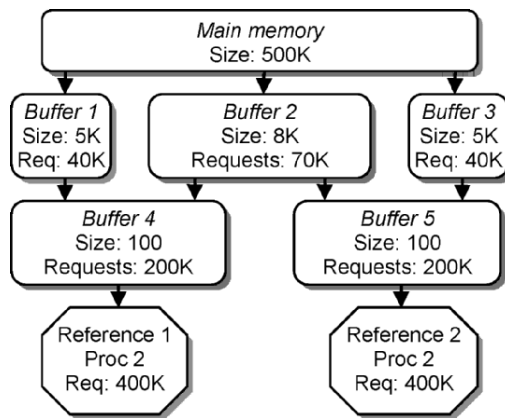 Main memory
Size: 500K
Buffer 1
Size: 5K
Req: 40K
Buffer 2
Size: 8K
Requests: 70K
Buffer 3
Size: 5K
Req: 40K
Buffer 4
Size: 100
Requests: 200K
Buffer 5
Size: 100
Requests: 200K
Reference 1
Proc 2
Req: 400K
Reference 2
Proc 2
Req: 400K